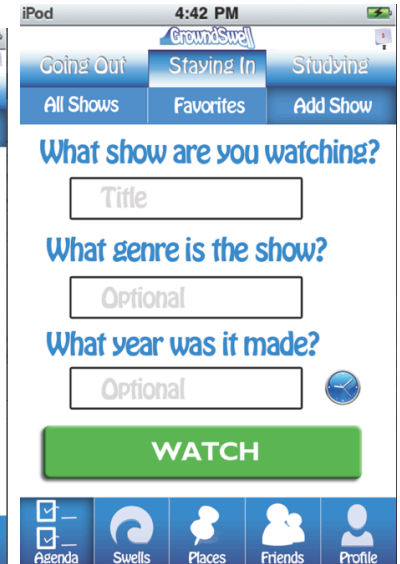 iPod 4:42 PM
GroundSwell
Going Out Staying In Studying
All Shows Favorites Add Show
What show are you watching?
Title
What genre is the show?
Optional
What year was it made?
Optional
WATCH
Agenda Swells Places Friends Profile